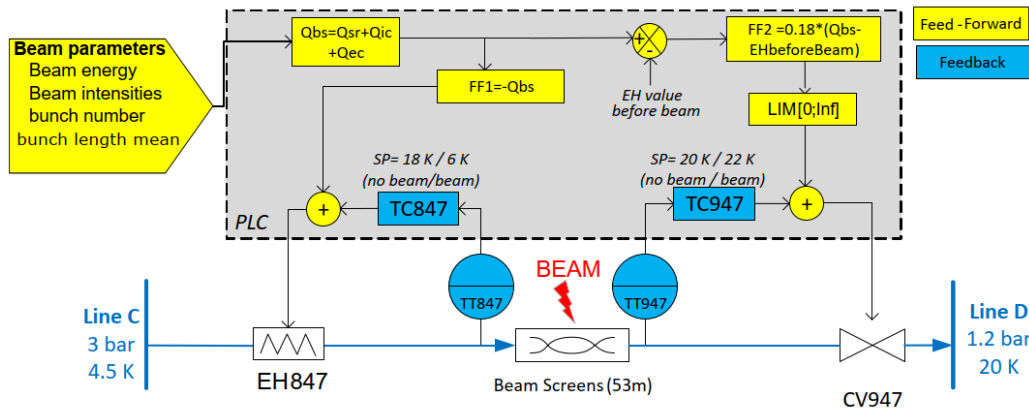 Beam parameters
Beam energy
Beam intensities
bunch number
bunch length mean
Qbs=Qsr+Qic
+Qec
FF1=-Qbs
+
-
EH value
before beam
FF2 =0.18*(Qbs-
EHbeforeBeam)
LIM[0;Inf]
Feed -Forward
Feedback
SP= 18 K / 6 K
(no beam/beam)
SP= 20 K / 22 K
(no beam / beam)
+
TC847
TC947
+
PLC
TT847
BEAM
TT947
Line C
3 bar
4.5 K
EH847
Beam Screens (53m)
CV947
Line D
1.2 bar
20 K